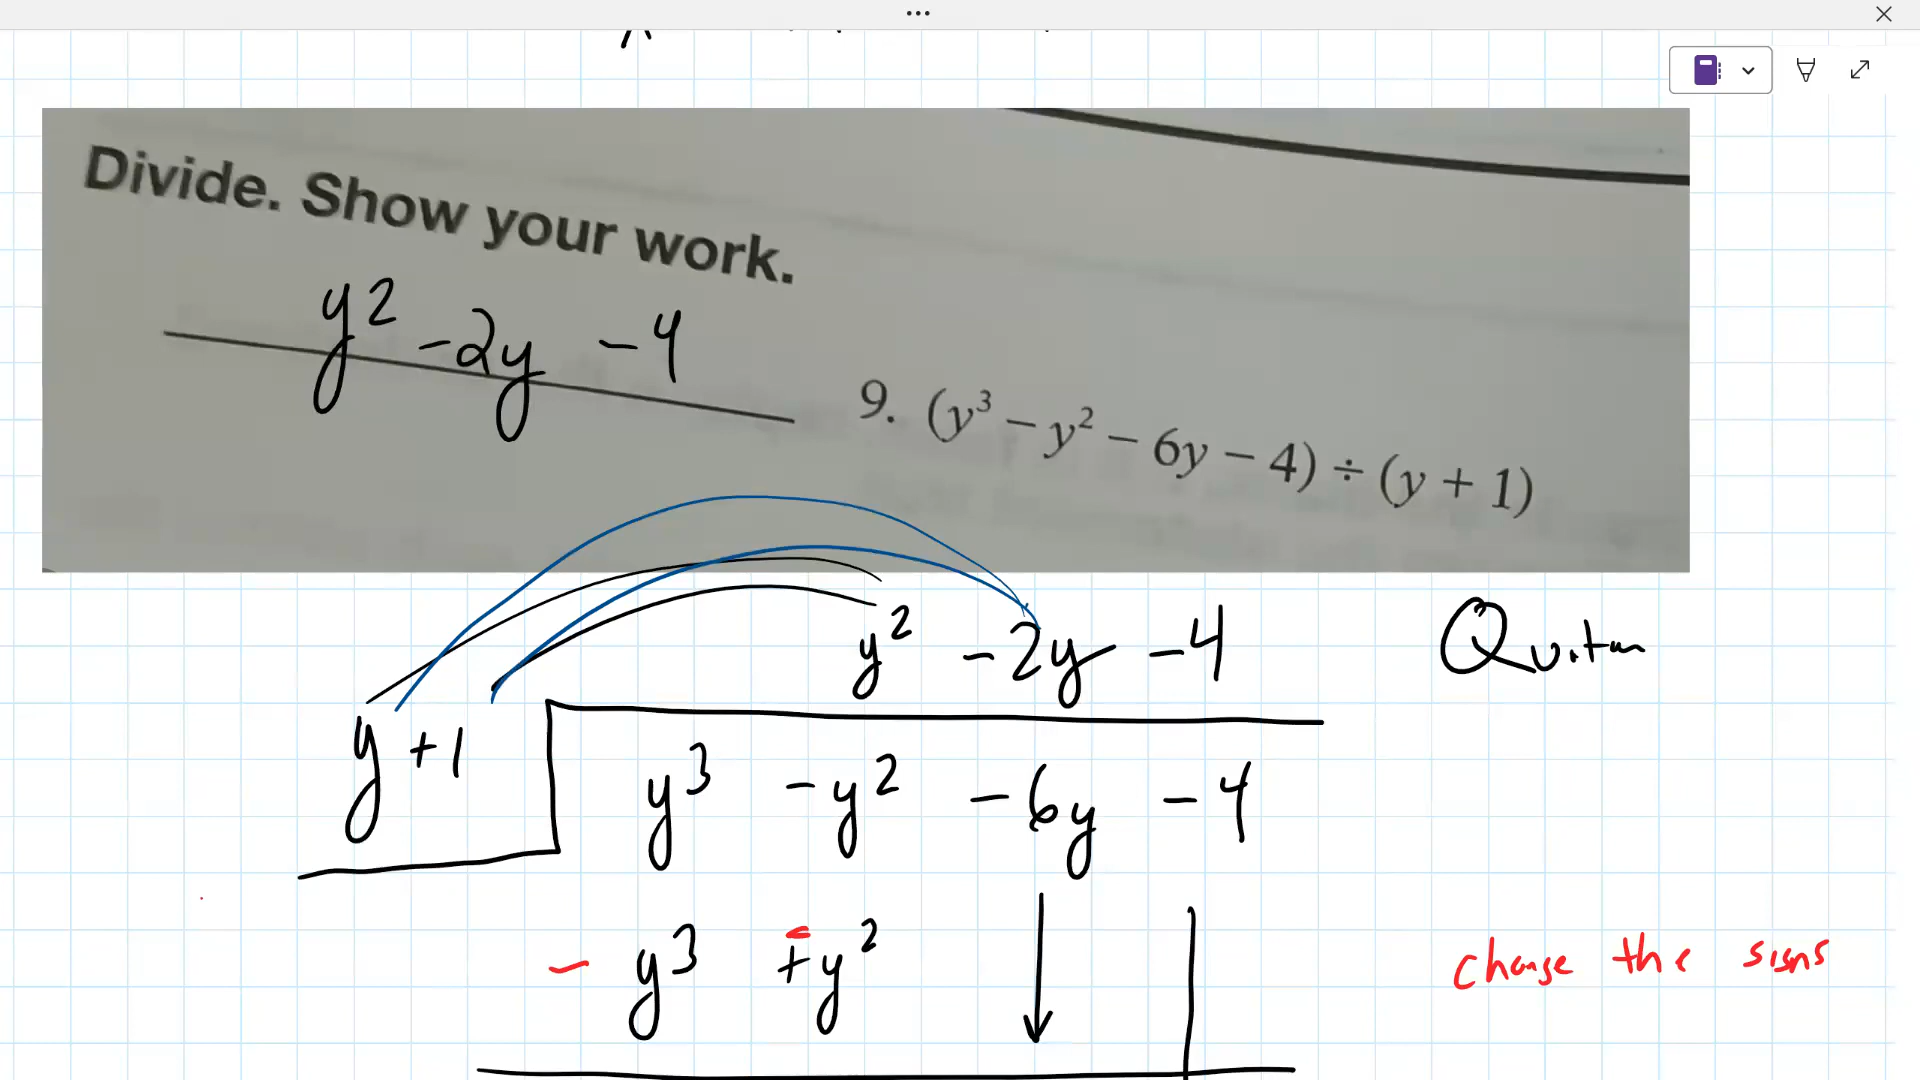 Divide. Show your work.
y² -2y -4
9. (y³ − y² − 6y − 4) ÷ (y + 1)
y² -2y -4
y +1 y³ -y² -6y -4
- y³ +y²
change the signs